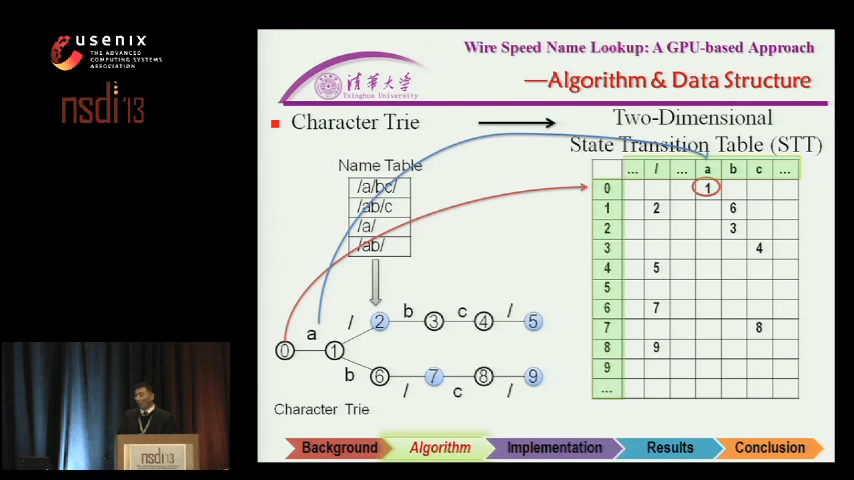 usenix
THE ADVANCED
COMPUTING SYSTEMS
ASSOCIATION
nsdi'13
nsdi'13
Wire Speed Name Lookup: A GPU-based Approach
清华大学
Tsinghua University
—Algorithm & Data Structure
Character Trie
Two-Dimensional
State Transition Table (STT)
Name Table
/a/bc/
/ab/c
/a/
/ab/
... / ... a b c ...
0 1
1 2 6
2 3
3 4
4 5
5
6 7
7 8
8 9
9
...
/ b c /
2 3 4 5
a
0 1
b 6 7 8 9
/ c /
Character Trie
Background Algorithm Implementation Results Conclusion